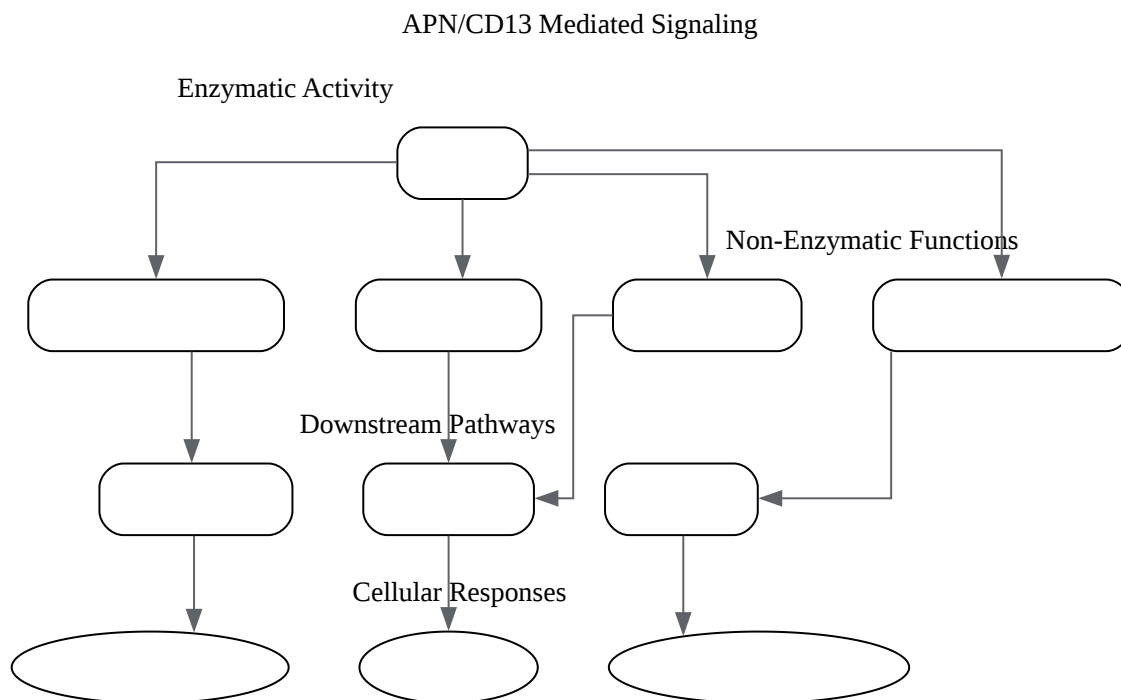 APN/CD13 Mediated Signaling
Enzymatic Activity
Non-Enzymatic Functions
Downstream Pathways
Cellular Responses